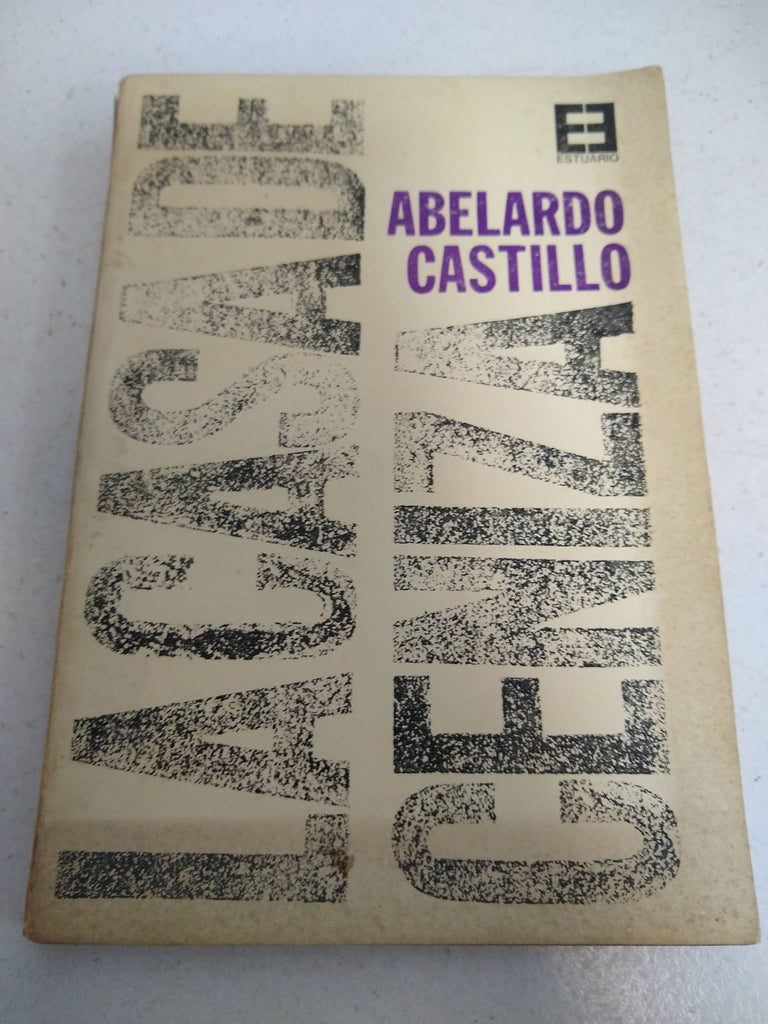 ESTUARIO
ABELARDO
CASTILLO
LA CASA DE
CENIZA